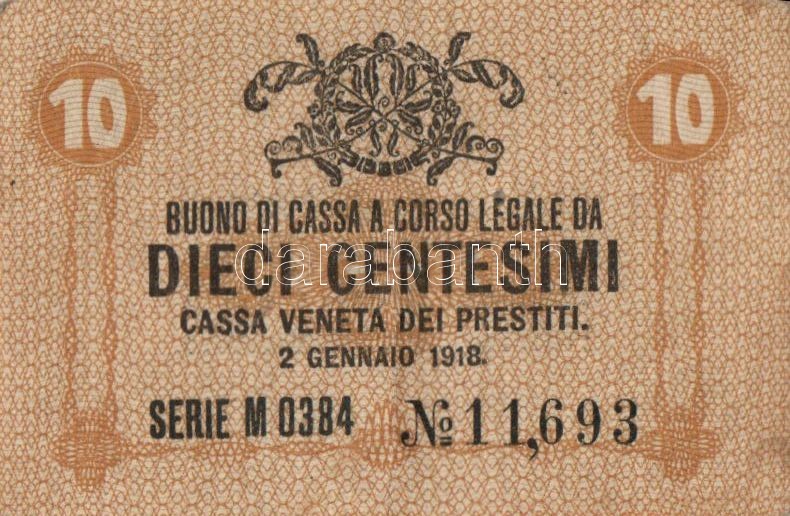 10 10
BUONO DI CASSA A CORSO LEGALE DA
DIECI CENTESIMI
darabanth
CASSA VENETA DEI PRESTITI.
2 GENNAIO 1918.
SERIE M 0384 № 11,693